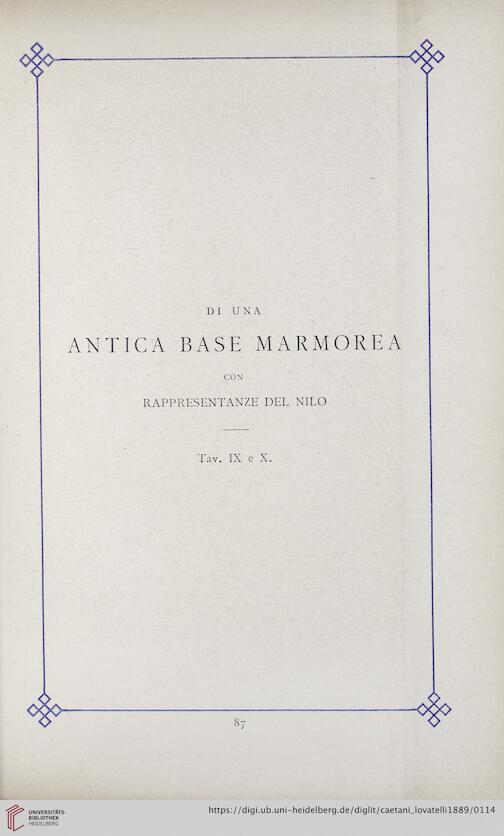 DI UNA
ANTICA BASE MARMOREA
CON
RAPPRESENTANZE DEL NILO
Tav. IX e X.
87
UNIVERSITÄTS-
BIBLIOTHEK
HEIDELBERG
https://digi.ub.uni-heidelberg.de/diglit/caetani_lovatelli1889/0114